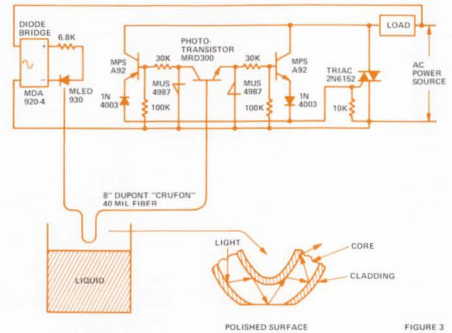 DIODE
BRIDGE
6.8K
MDA
920-4
MLED
930
PHOTO-
TRANSISTOR
MRD300
MPS
A92
30K
MUS
4987
1N
4003
100K
30K
MUS
4987
100K
MPS
A92
1N
4003
TRIAC
2N6152
10K
LOAD
AC
POWER
SOURCE
8" DUPONT "CRUFON"
40 MIL FIBER
LIQUID
LIGHT
CORE
CLADDING
POLISHED SURFACE
FIGURE 3